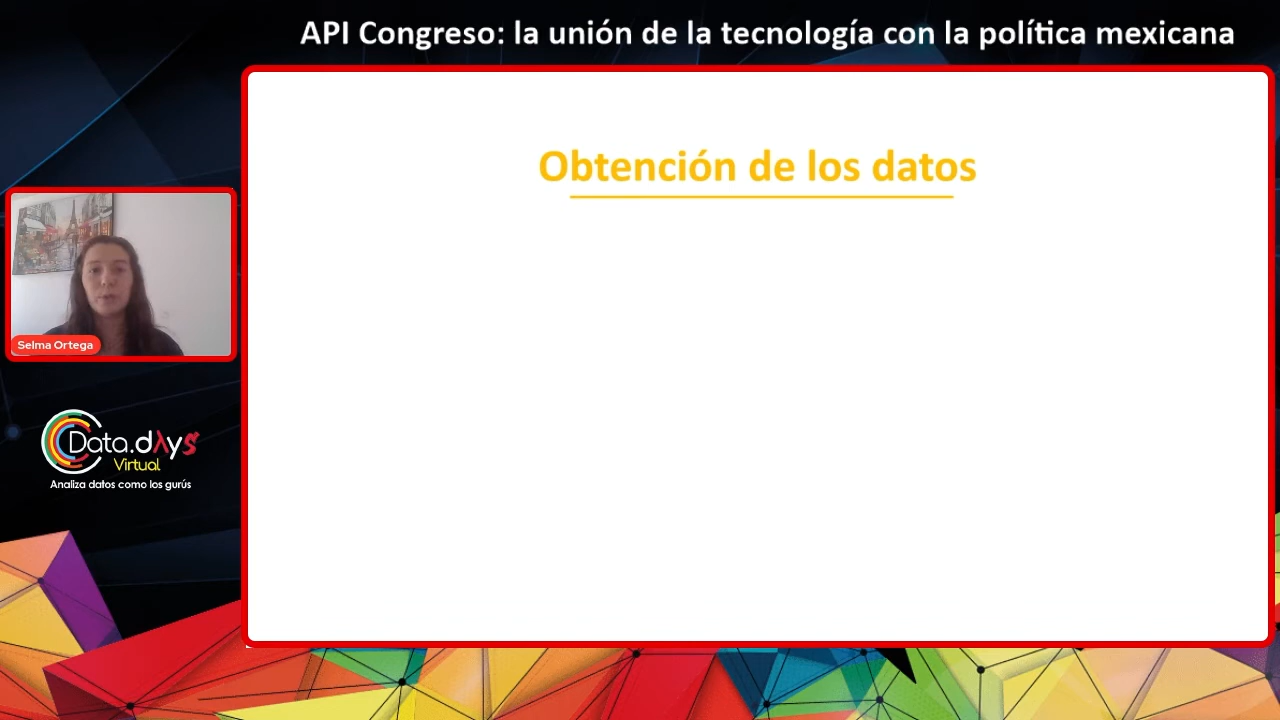 API Congreso: la unión de la tecnología con la política mexicana
Obtención de los datos
Selma Ortega
Data.dAys
Virtual
Analiza datos como los gurús